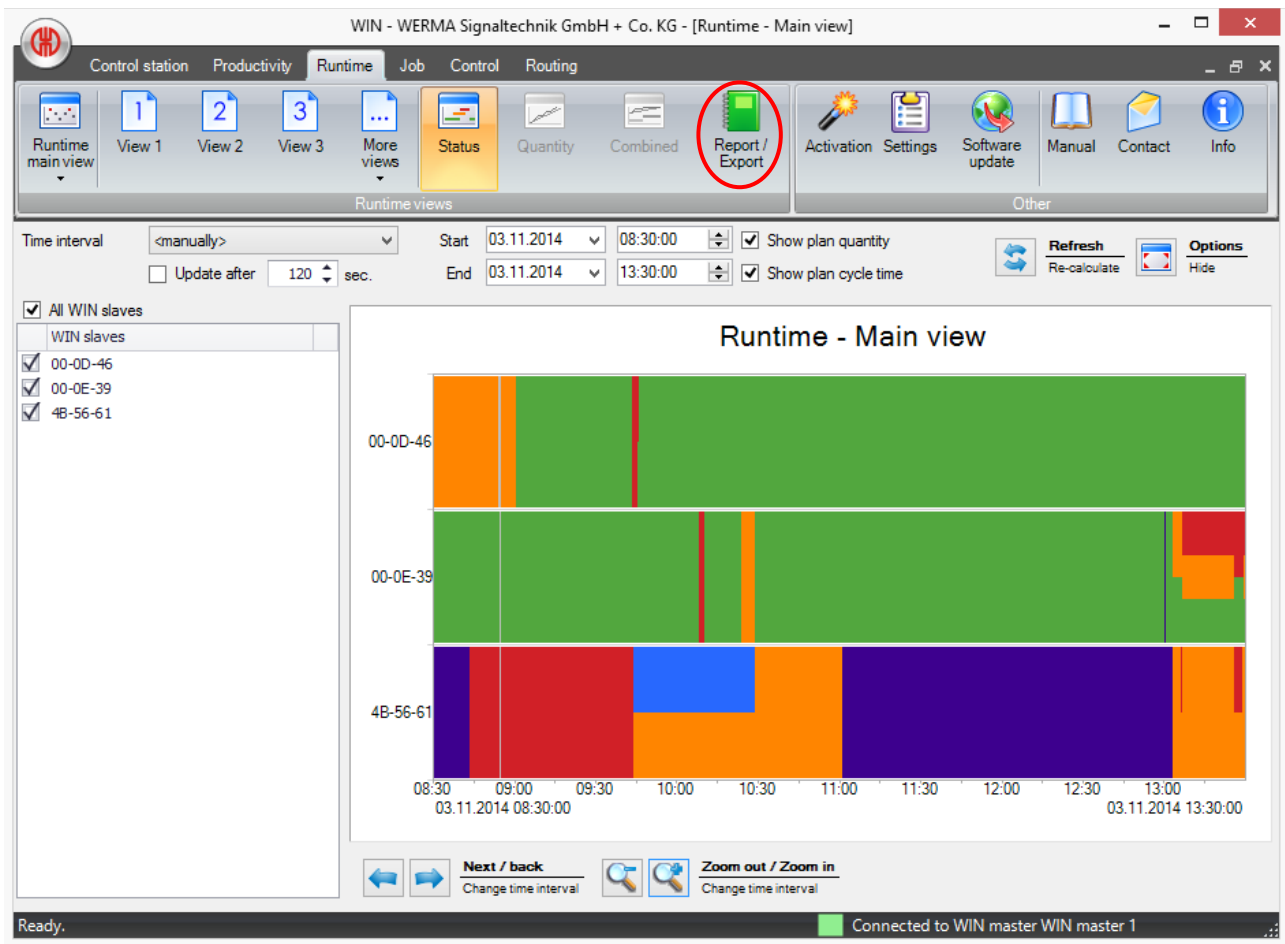 WIN - WERMA Signaltechnik GmbH + Co. KG - [Runtime - Main view]
Control station Productivity Runtime Job Control Routing
Runtime main view
1 View 1
2 View 2
3 View 3
... More views
Status
Quantity
Combined
Report / Export
Activation
Settings
Software update
Manual
Contact
Info
Runtime views
Other
Time interval <manually> Start 03.11.2014 08:30:00 Show plan quantity
Update after 120 sec. End 03.11.2014 13:30:00 Show plan cycle time
Refresh
Re-calculate
Options
Hide
All WIN slaves
WIN slaves
00-0D-46
00-0E-39
4B-56-61
Runtime - Main view
00-0D-46
00-0E-39
4B-56-61
08:30 09:00 09:30 10:00 10:30 11:00 11:30 12:00 12:30 13:00
03.11.2014 08:30:00 03.11.2014 13:30:00
Next / back
Change time interval
Zoom out / Zoom in
Change time interval
Ready. Connected to WIN master WIN master 1